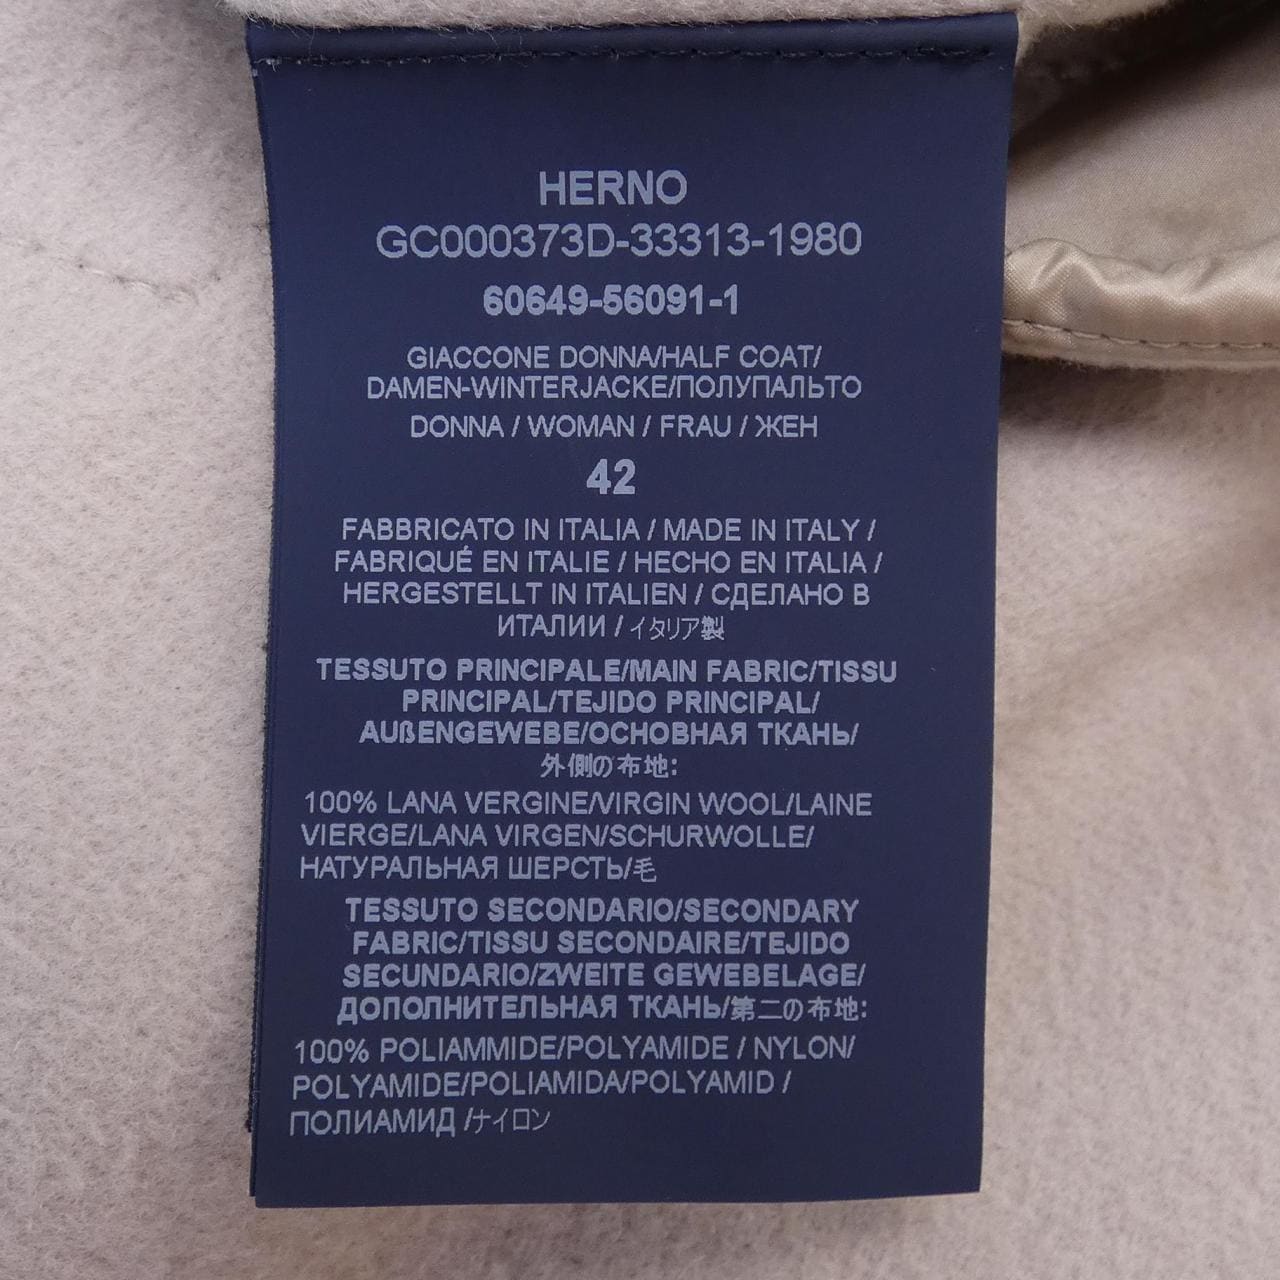 HERNO
GC000373D-33313-1980
60649-56091-1
GIACCONE DONNA/HALF COAT/
DAMEN-WINTERJACKE/ПОЛУПАЛЬТО
DONNA / WOMAN / FRAU / ЖЕН
42
FABBRICATO IN ITALIA / MADE IN ITALY /
FABRIQUÉ EN ITALIE / HECHO EN ITALIA /
HERGESTELLT IN ITALIEN / СДЕЛАНО В
ИТАЛИИ / イタリア製
TESSUTO PRINCIPALE/MAIN FABRIC/TISSU
PRINCIPAL/TEJIDO PRINCIPAL/
AUßENGEWEBE/ОСНОВНАЯ ТКАНЬ/
外側の布地:
100% LANA VERGINE/VIRGIN WOOL/LAINE
VIERGE/LANA VIRGEN/SCHURWOLLE/
НАТУРАЛЬНАЯ ШЕРСТЬ/毛
TESSUTO SECONDARIO/SECONDARY
FABRIC/TISSU SECONDAIRE/TEJIDO
SECUNDARIO/ZWEITE GEWEBELAGE/
ДОПОЛНИТЕЛЬНАЯ ТКАНЬ/第二の布地:
100% POLIAMMIDE/POLYAMIDE / NYLON/
POLYAMIDE/POLIAMIDA/POLYAMID /
ПОЛИАМИД /ナイロン